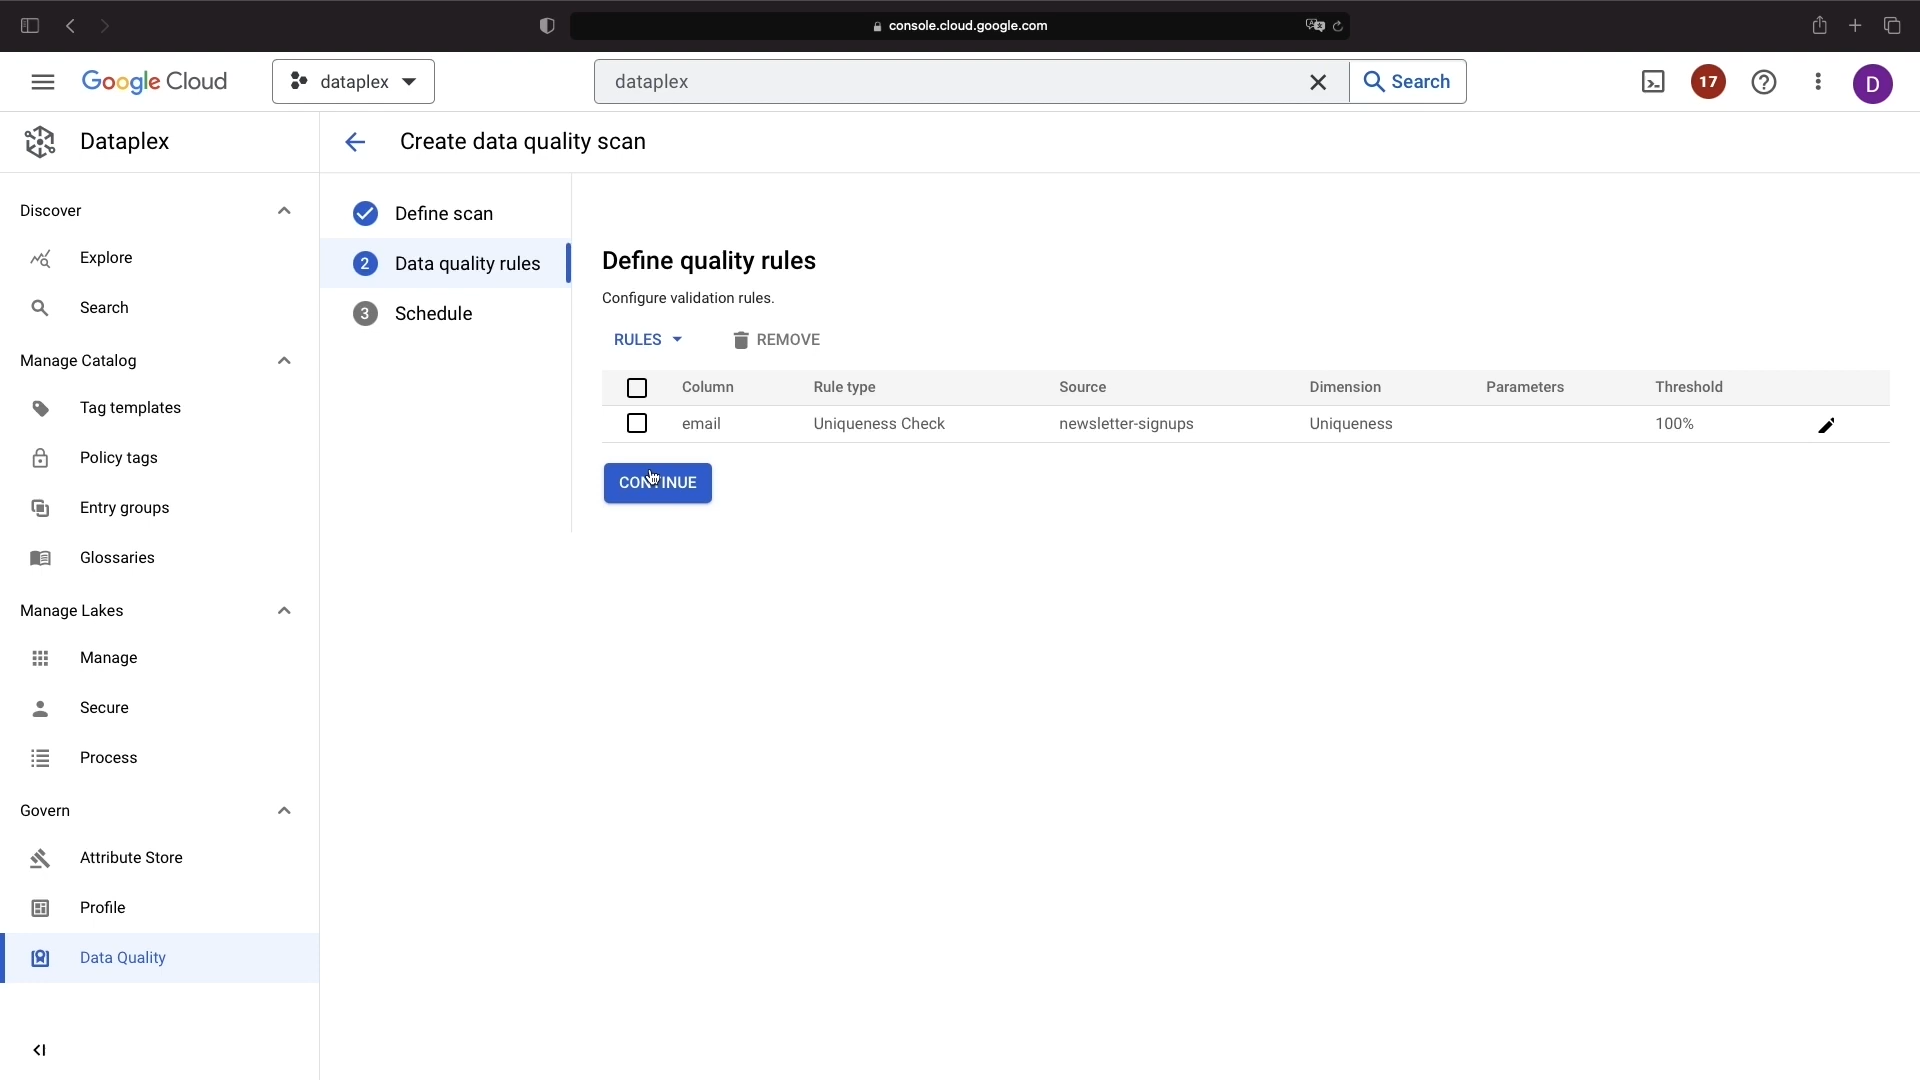 console.cloud.google.com
Google Cloud
dataplex
dataplex
Search
17
D
Dataplex
Create data quality scan
Discover
Explore
Search
Manage Catalog
Tag templates
Policy tags
Entry groups
Glossaries
Manage Lakes
Manage
Secure
Process
Govern
Attribute Store
Profile
Data Quality
Define scan
2 Data quality rules
3 Schedule
Define quality rules
Configure validation rules.
RULES REMOVE
Column Rule type Source Dimension Parameters Threshold
email Uniqueness Check newsletter-signups Uniqueness 100%
CONTINUE